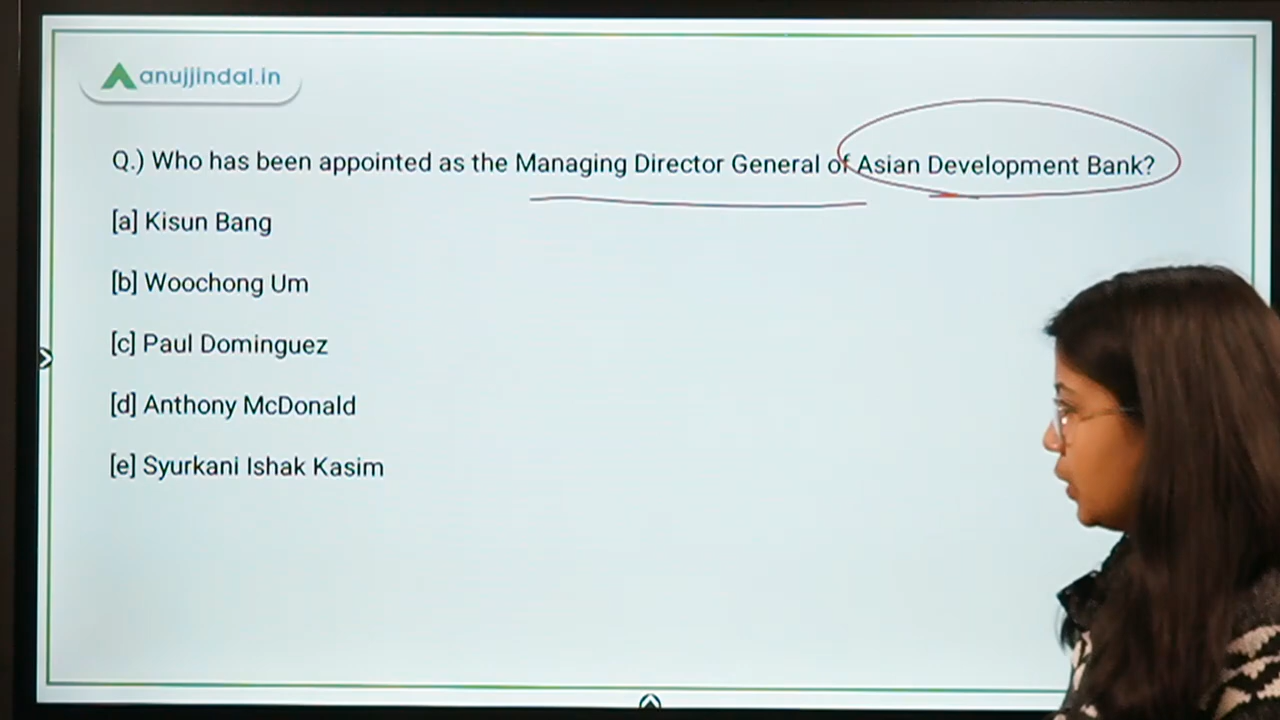 anujjindal.in
Q.) Who has been appointed as the Managing Director General of Asian Development Bank?
[a] Kisun Bang
[b] Woochong Um
[c] Paul Dominguez
[d] Anthony McDonald
[e] Syurkani Ishak Kasim